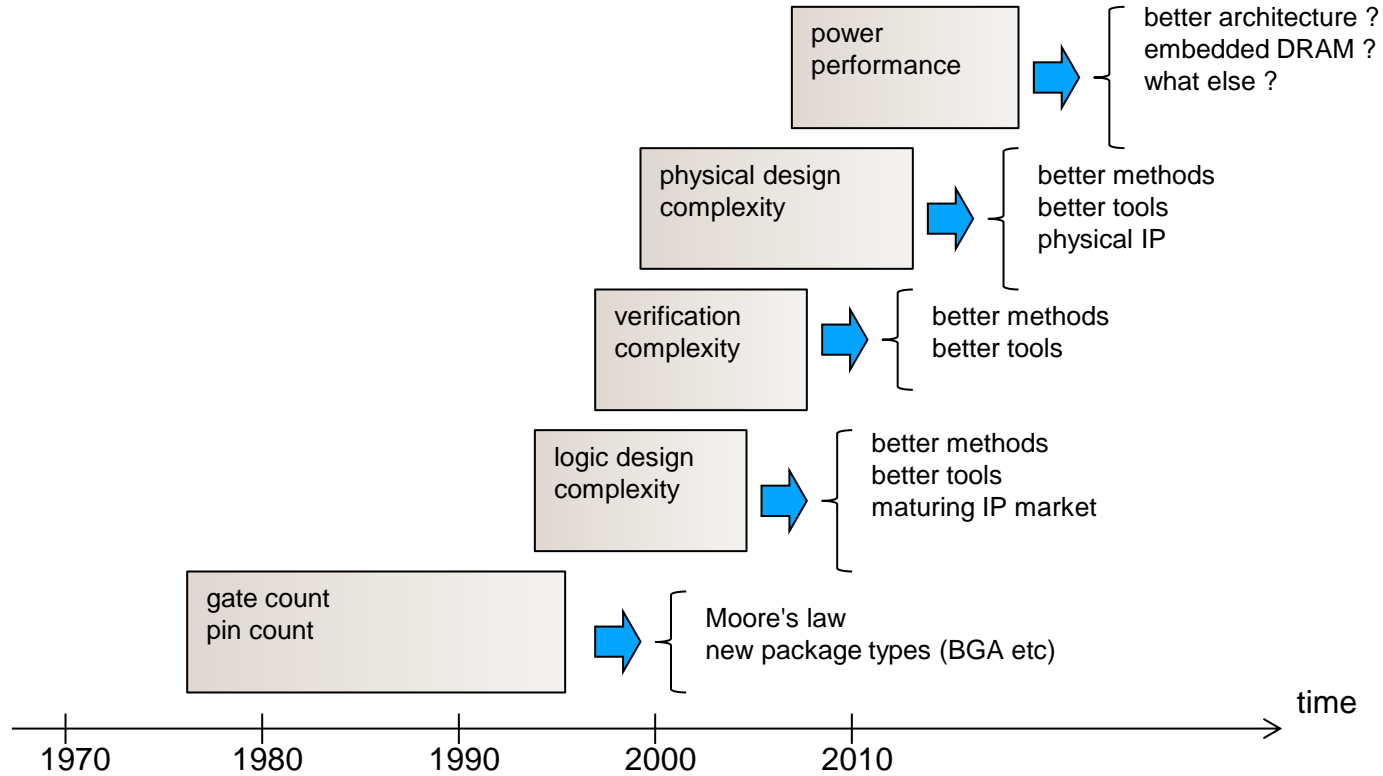 power
performance
better architecture ?
embedded DRAM ?
what else ?
physical design
complexity
better methods
better tools
physical IP
verification
complexity
better methods
better tools
logic design
complexity
better methods
better tools
maturing IP market
gate count
pin count
Moore's law
new package types (BGA etc)
time
1970
1980
1990
2000
2010